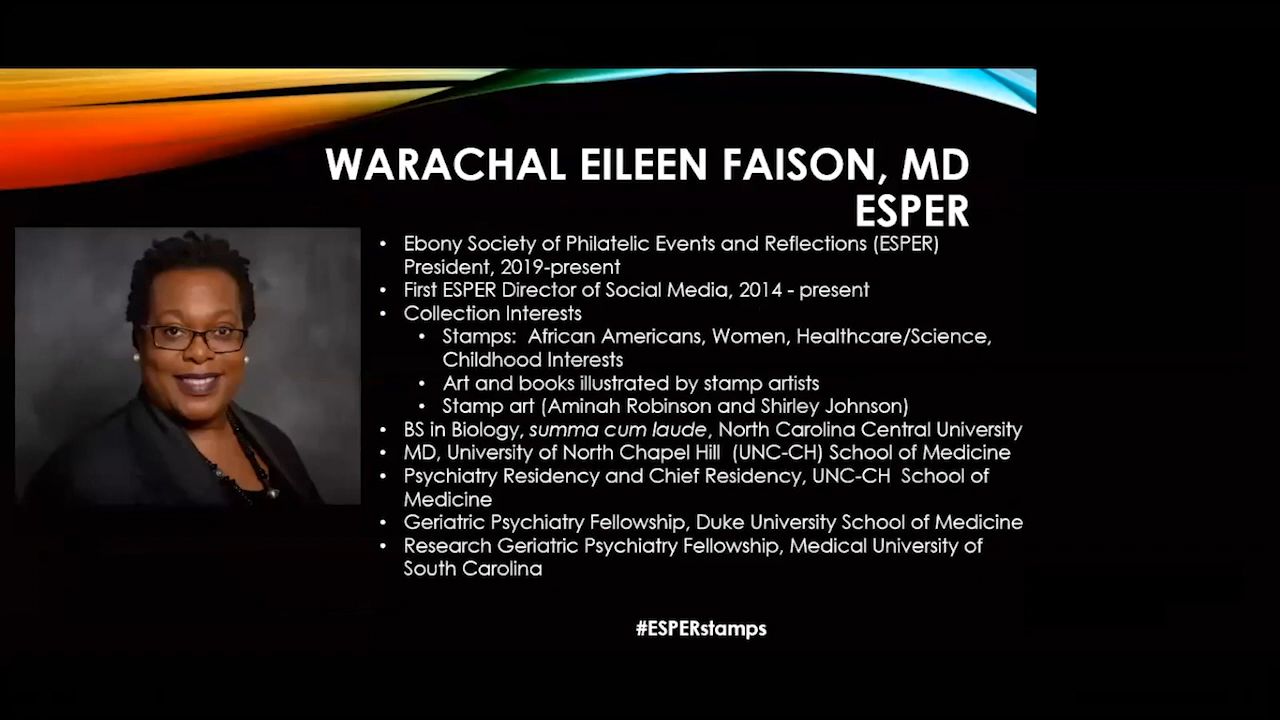 WARACHAL EILEEN FAISON, MD
ESPER
• Ebony Society of Philatelic Events and Reflections (ESPER)
President, 2019-present
• First ESPER Director of Social Media, 2014 - present
• Collection Interests
• Stamps: African Americans, Women, Healthcare/Science,
Childhood Interests
• Art and books illustrated by stamp artists
• Stamp art (Aminah Robinson and Shirley Johnson)
• BS in Biology, summa cum laude, North Carolina Central University
• MD, University of North Chapel Hill (UNC-CH) School of Medicine
• Psychiatry Residency and Chief Residency, UNC-CH School of
Medicine
• Geriatric Psychiatry Fellowship, Duke University School of Medicine
• Research Geriatric Psychiatry Fellowship, Medical University of
South Carolina
#ESPERstamps